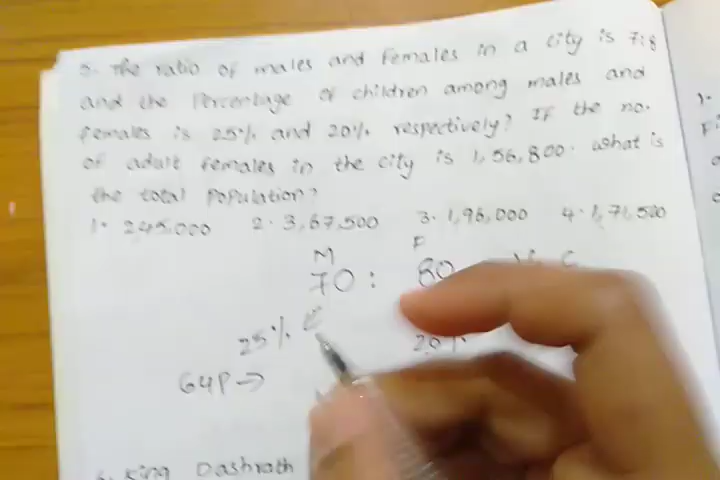 5. The ratio of males and females in a city is 7:8
and the percentage of children among males and
females is 25% and 20% respectively? If the no.
of adult females in the city is 1,56,800. what is
the total population?
1. 245,000 2. 3,67,500 3. 1,96,000 4. 1,71,500
M F
70 : 80
25% C 20%
64P →
6. King Dashrath